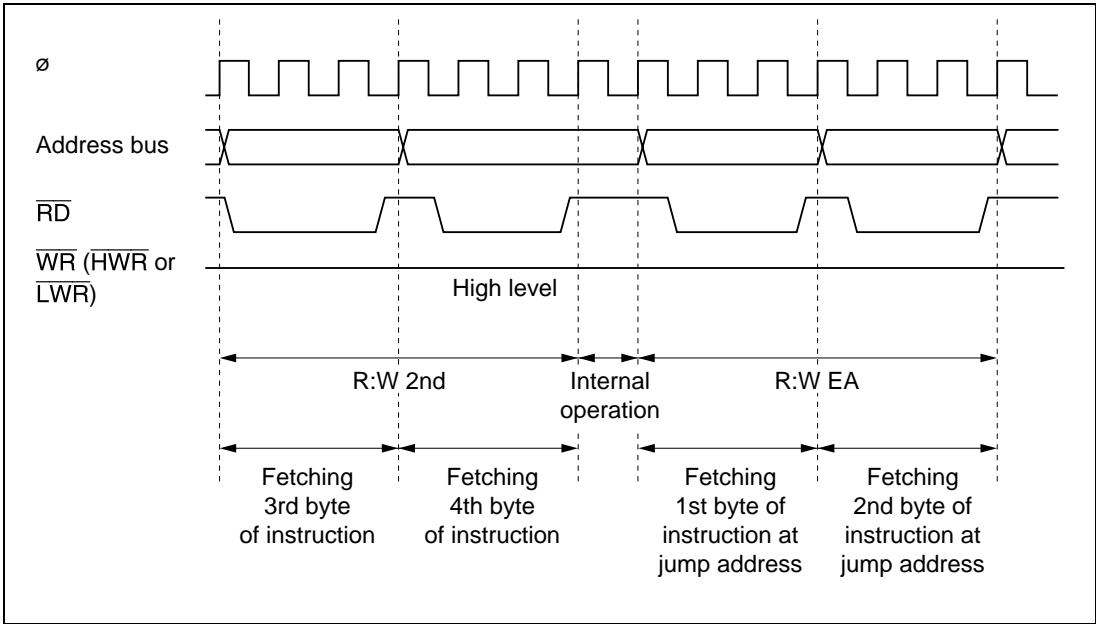 ø
Address bus
RD
WR (HWR or
LWR)
High level
R:W 2nd
Internal
operation
R:W EA
Fetching
3rd byte
of instruction
Fetching
4th byte
of instruction
Fetching
1st byte of
instruction at
jump address
Fetching
2nd byte of
instruction at
jump address